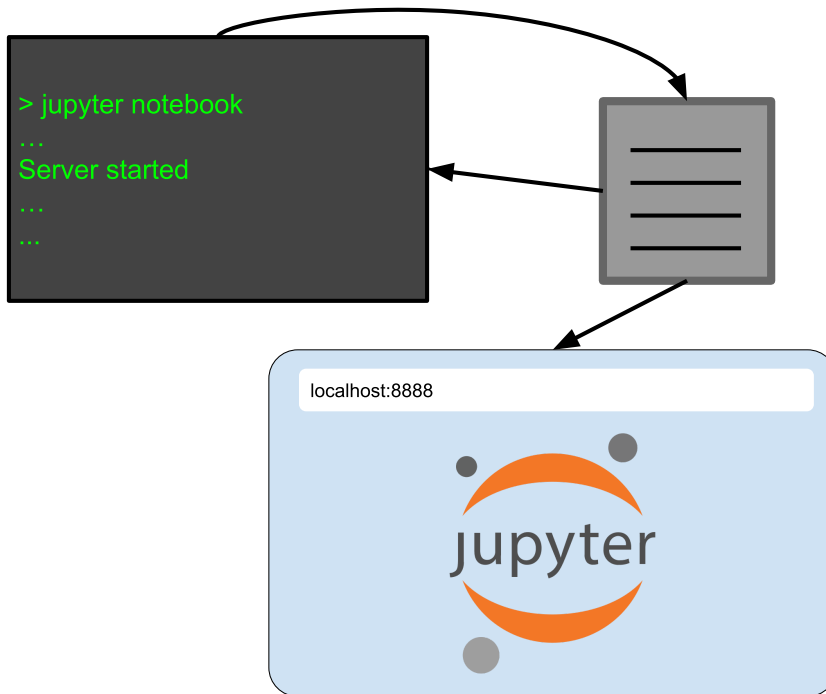 > jupyter notebook
…
Server started
…
...
localhost:8888
jupyter